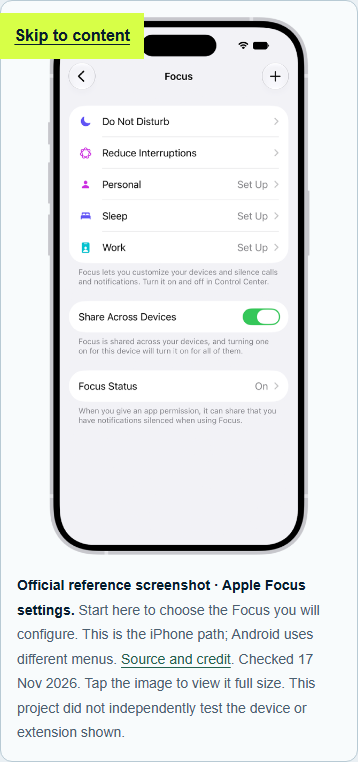 Skip to content
Focus
Do Not Disturb
Reduce Interruptions
Personal Set Up
Sleep Set Up
Work Set Up
Focus lets you customize your devices and silence calls
and notifications. Turn it on and off in Control Center.
Share Across Devices
Focus is shared across your devices, and turning one
on for this device will turn it on for all of them.
Focus Status On
When you give an app permission, it can share that you
have notifications silenced when using Focus.
Official reference screenshot · Apple Focus
settings. Start here to choose the Focus you will
configure. This is the iPhone path; Android uses
different menus. Source and credit. Checked 17
Nov 2026. Tap the image to view it full size. This
project did not independently test the device or
extension shown.